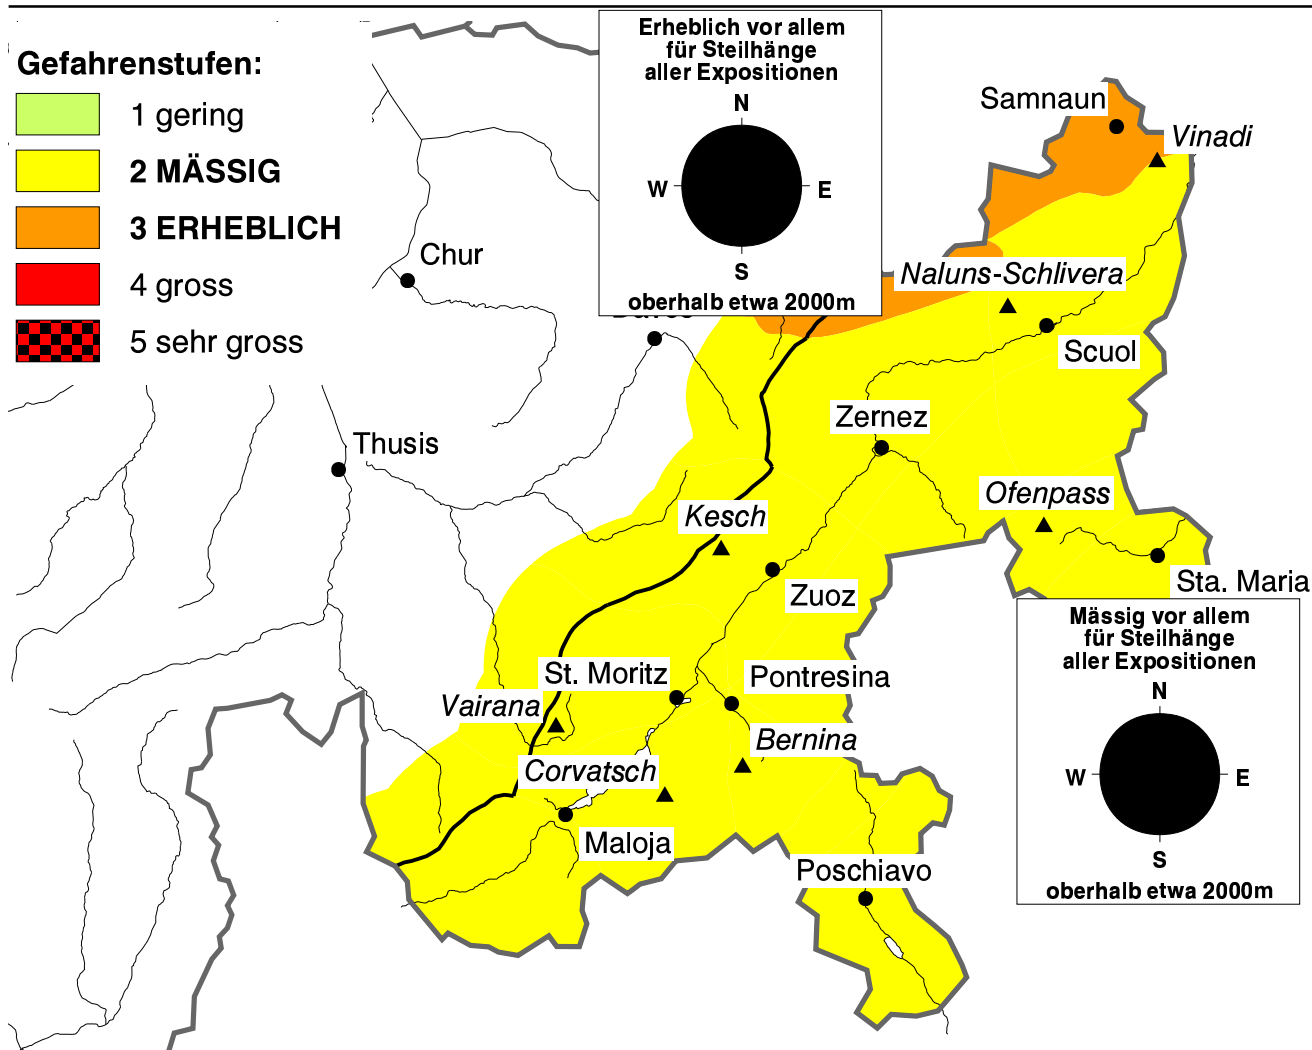 Gefahrenstufen:
1 gering
2 MÄSSIG
3 ERHEBLICH
4 gross
5 sehr gross
Erheblich vor allem
für Steilhänge
aller Expositionen
N
W
E
S
oberhalb etwa 2000m
Samnaun
Vinadi
Chur
Naluns-Schlivera
Scuol
Zernez
Thusis
Ofenpass
Kesch
Sta. Maria
Zuoz
St. Moritz
Pontresina
Vairana
Bernina
Corvatsch
Maloja
Poschiavo
Mässig vor allem
für Steilhänge
aller Expositionen
N
W
E
S
oberhalb etwa 2000m